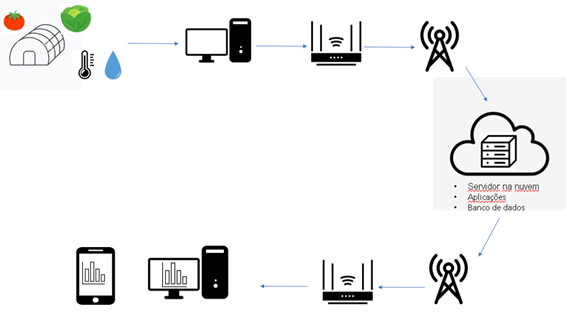 Servidor na nuvem
Aplicações
Banco de dados